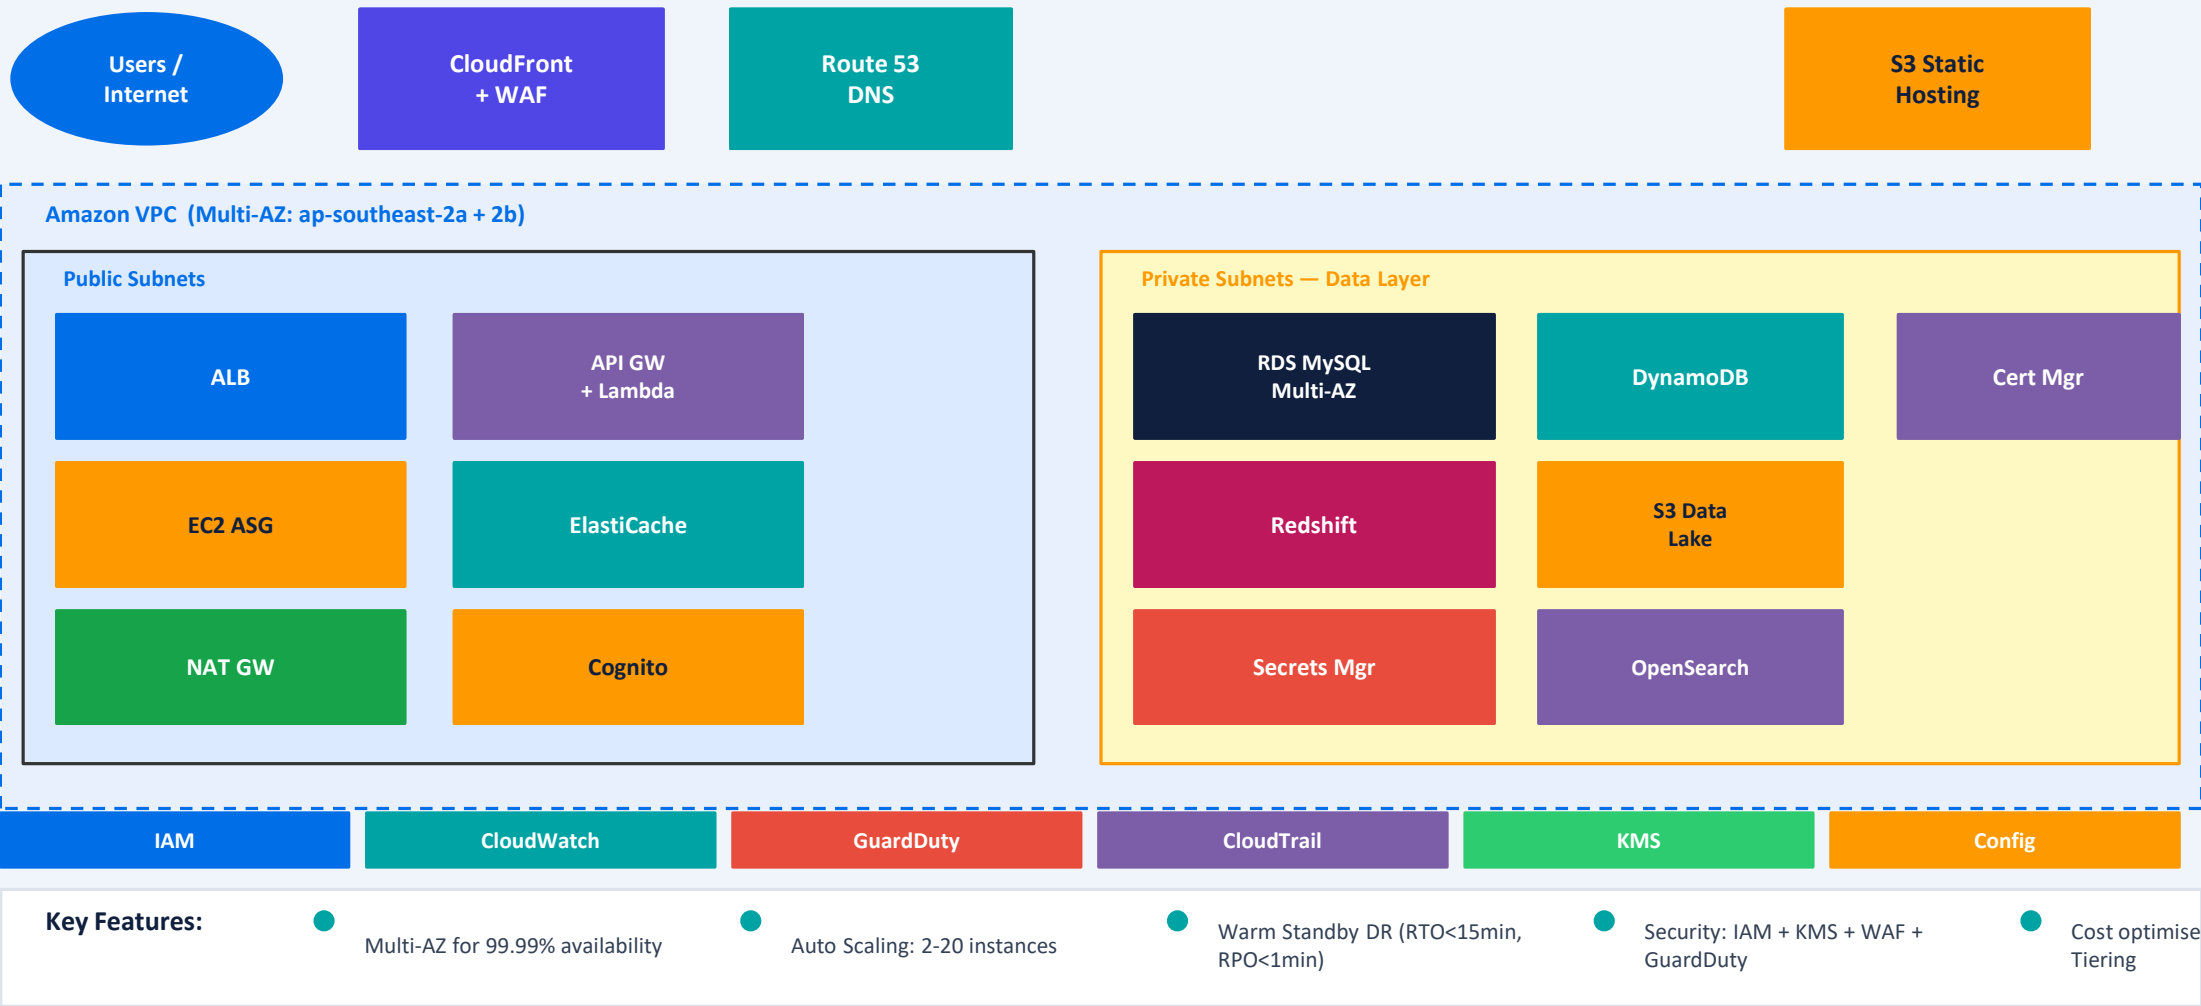 Users /
Internet
CloudFront
+ WAF
Route 53
DNS
S3 Static
Hosting
Amazon VPC (Multi-AZ: ap-southeast-2a + 2b)
Public Subnets
ALB
API GW
+ Lambda
EC2 ASG
ElastiCache
NAT GW
Cognito
Private Subnets — Data Layer
RDS MySQL
Multi-AZ
DynamoDB
Cert Mgr
Redshift
S3 Data
Lake
Secrets Mgr
OpenSearch
IAM
CloudWatch
GuardDuty
CloudTrail
KMS
Config
Key Features:
Multi-AZ for 99.99% availability
Auto Scaling: 2-20 instances
Warm Standby DR (RTO<15min,
RPO<1min)
Security: IAM + KMS + WAF +
GuardDuty
Cost optimise
Tiering